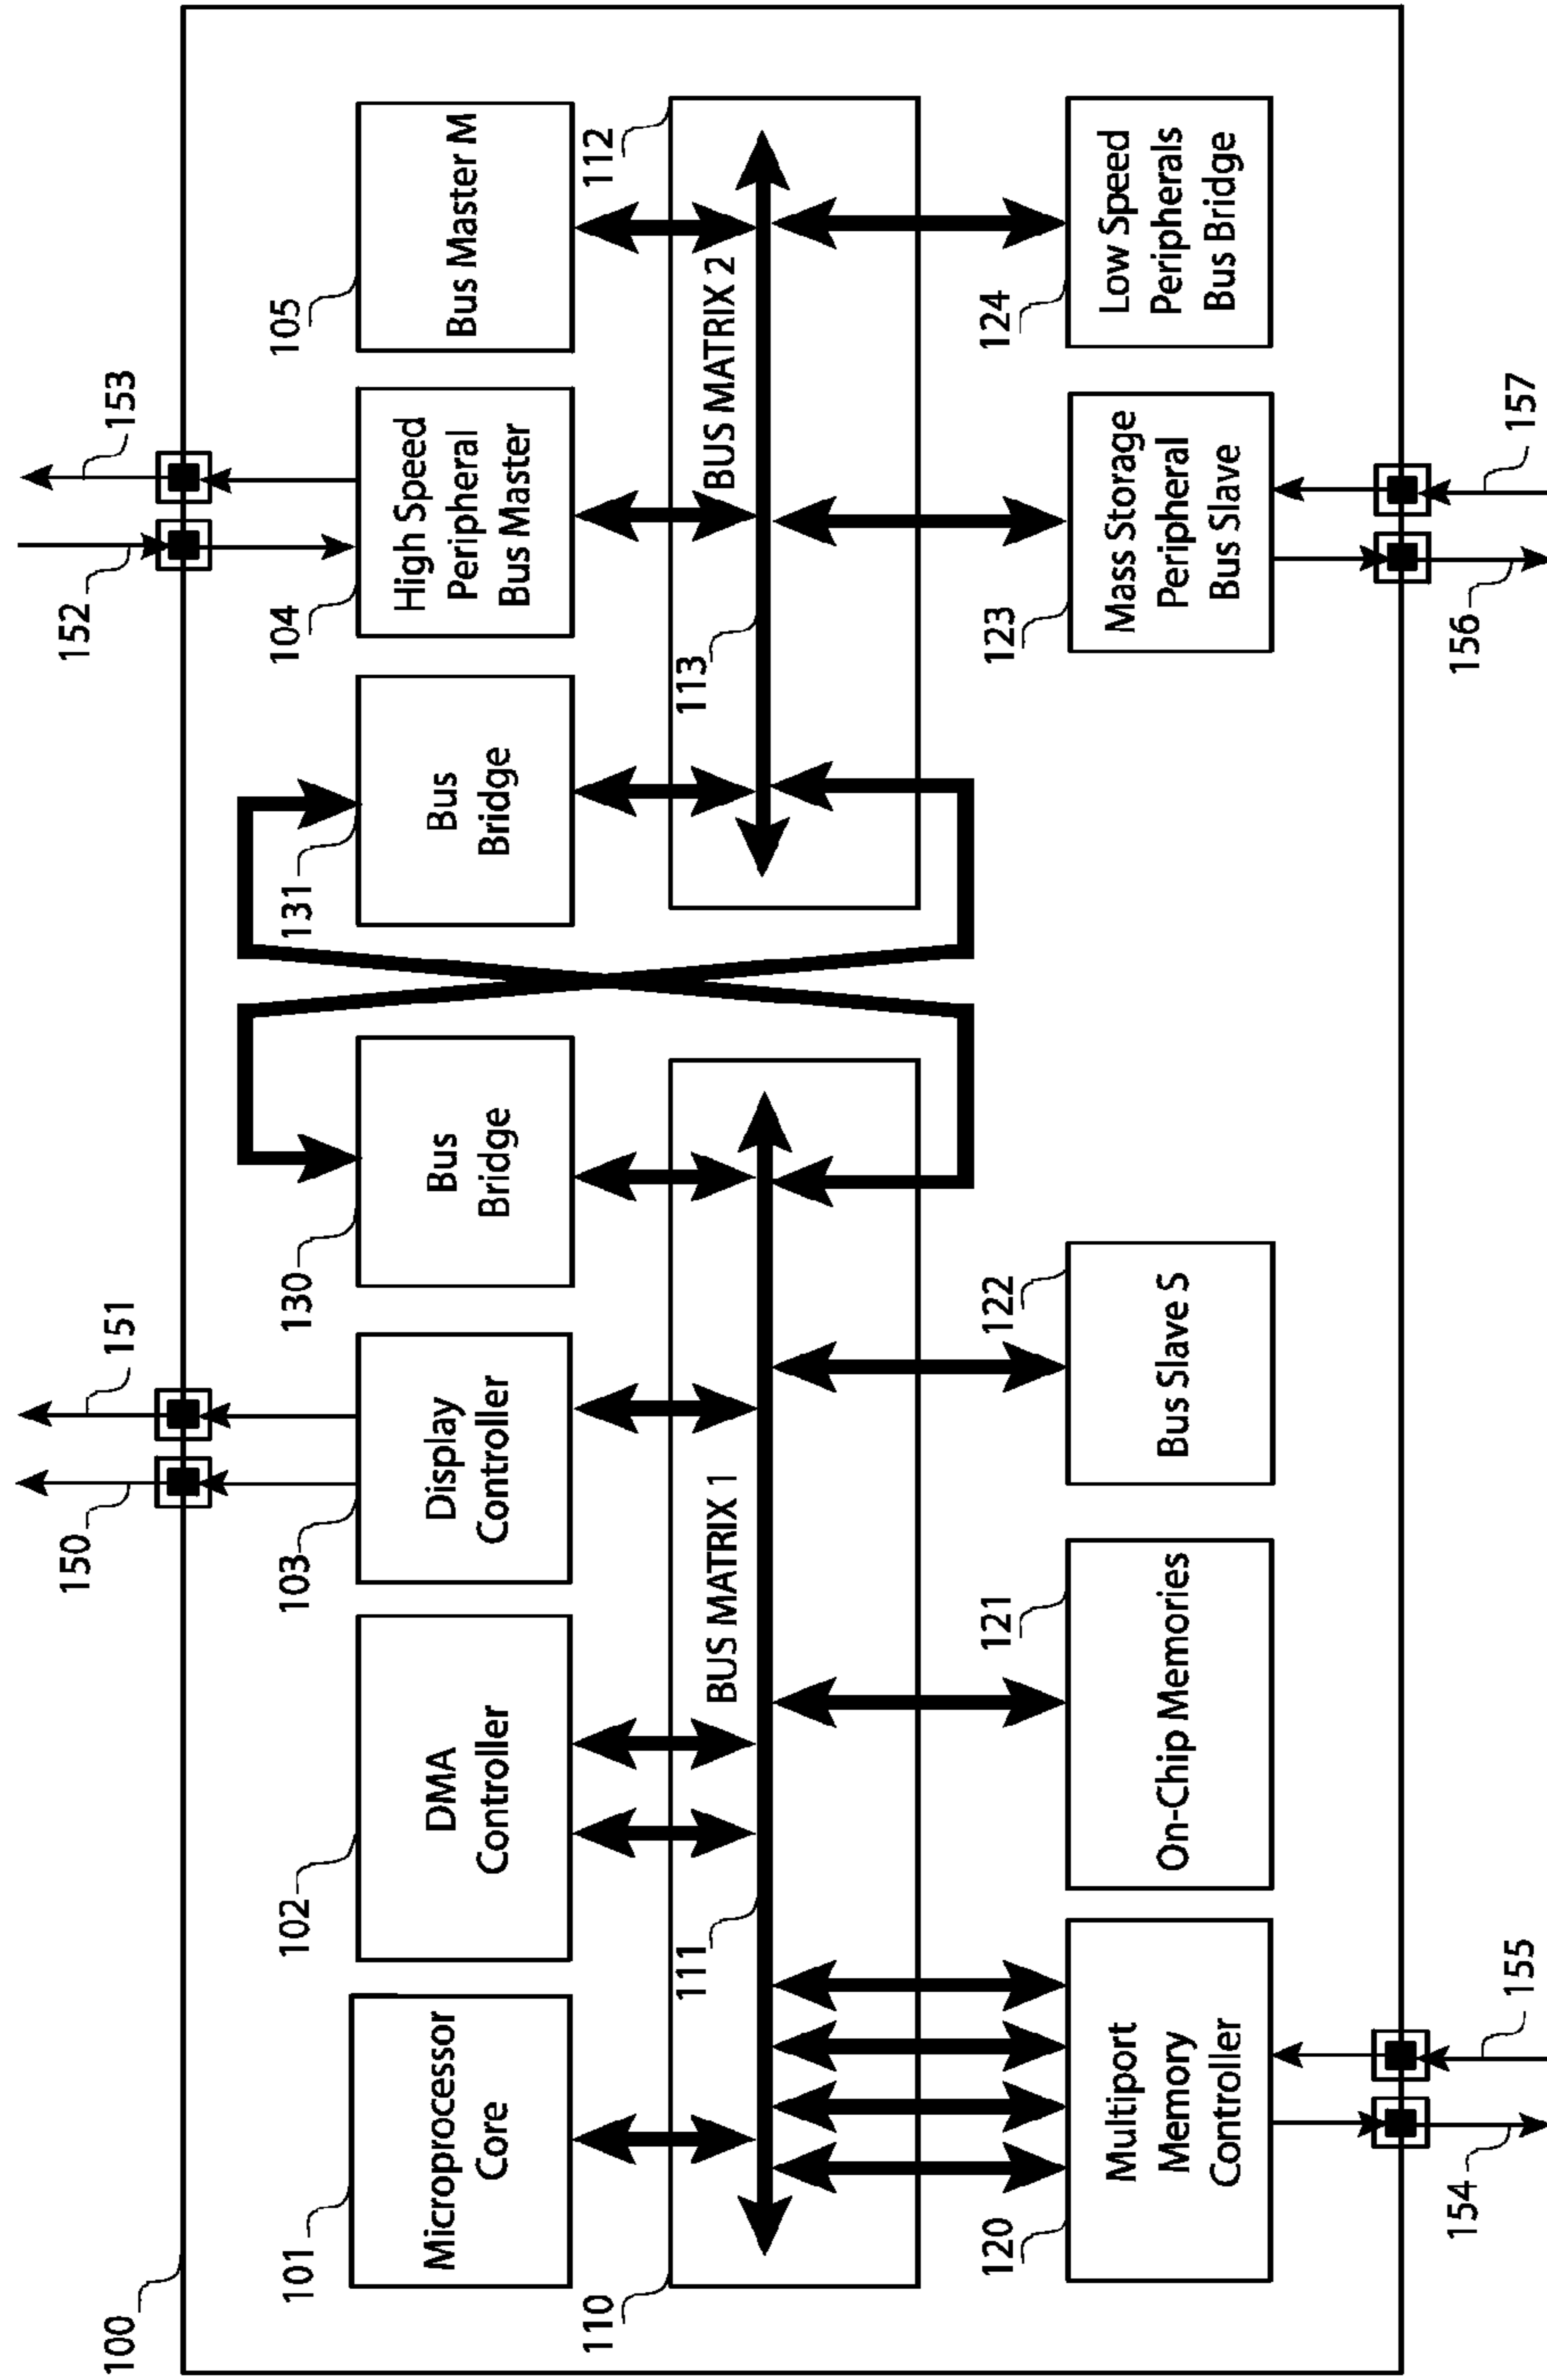 100
150
151
152
153
101
102
103
130
131
104
105
Microprocessor
Core
DMA
Controller
Display
Controller
Bus
Bridge
Bus
Bridge
High Speed
Peripheral
Bus Master
Bus Master M
110
112
111
BUS MATRIX 1
113
BUS MATRIX 2
120
121
122
123
124
Multiport
Memory
Controller
On-Chip Memories
Bus Slave S
Mass Storage
Peripheral
Bus Slave
Low Speed
Peripherals
Bus Bridge
154
155
156
157